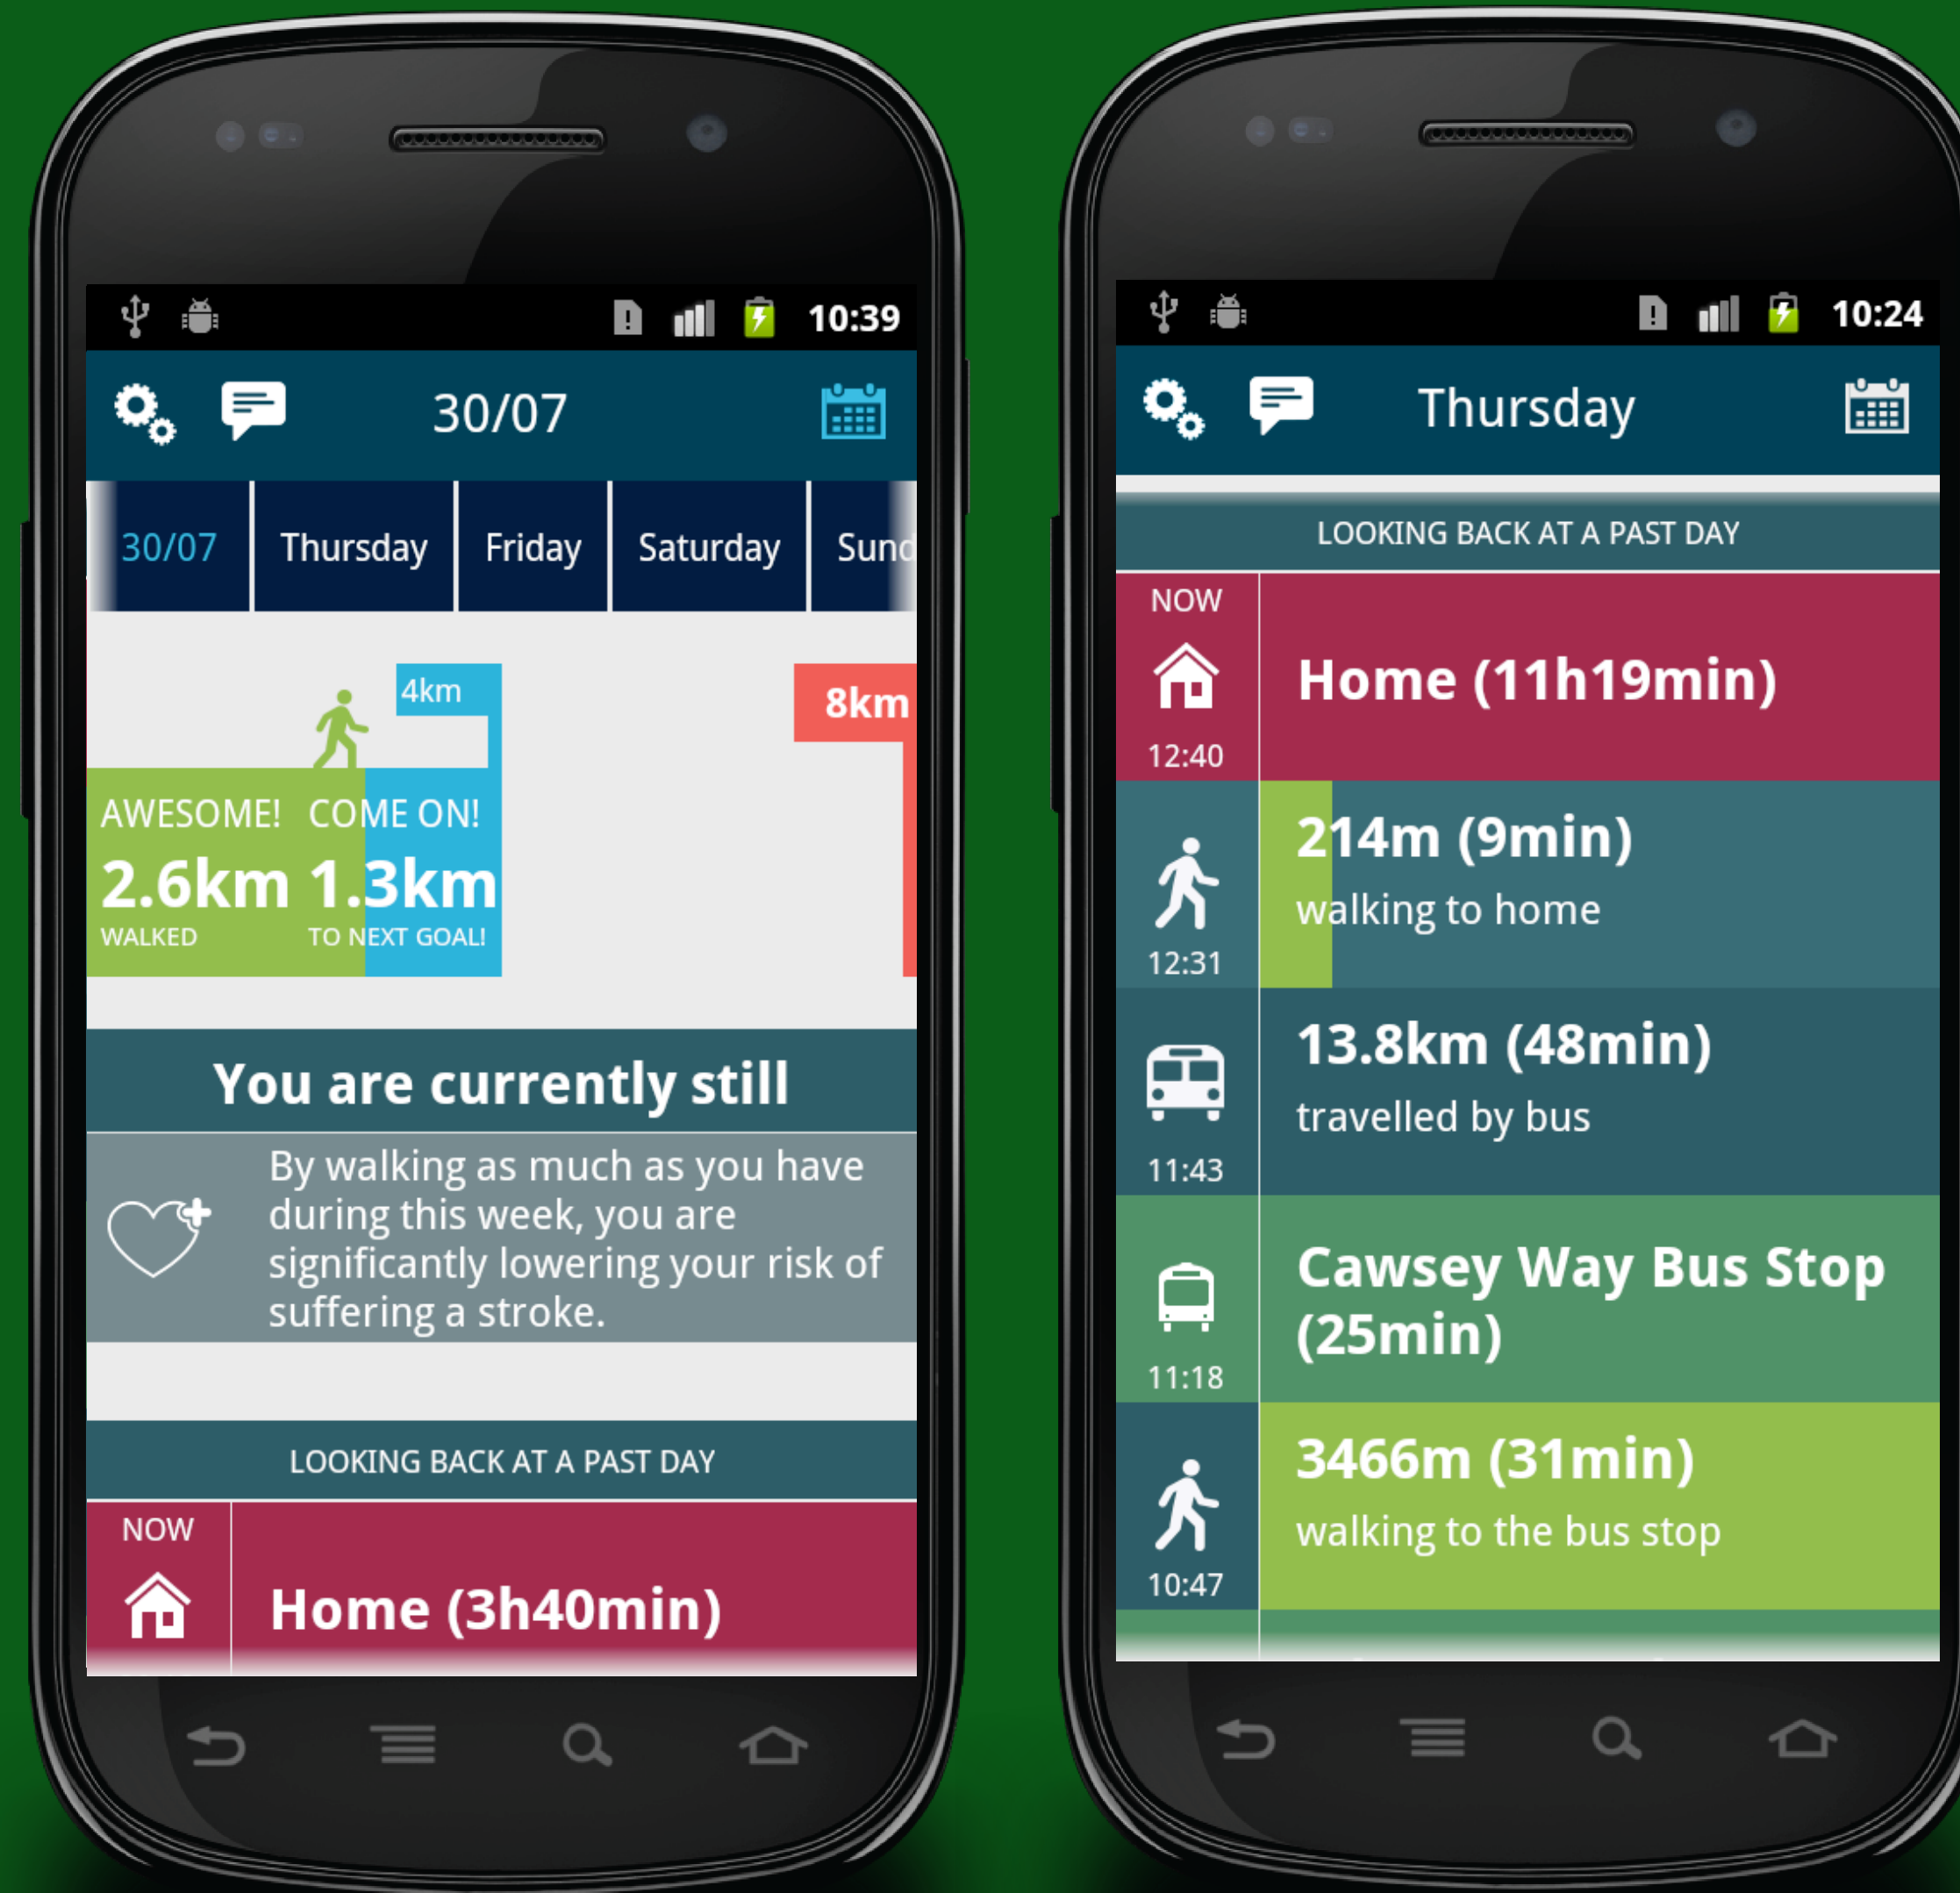 10:39
30/07
30/07 Thursday Friday Saturday Sund
4km
8km
AWESOME! COME ON!
2.6km 1.3km
WALKED TO NEXT GOAL!
You are currently still
By walking as much as you have
during this week, you are
significantly lowering your risk of
suffering a stroke.
LOOKING BACK AT A PAST DAY
NOW
Home (3h40min)
10:24
Thursday
LOOKING BACK AT A PAST DAY
NOW
Home (11h19min)
12:40
214m (9min)
walking to home
12:31
13.8km (48min)
travelled by bus
11:43
Cawsey Way Bus Stop
(25min)
11:18
3466m (31min)
walking to the bus stop
10:47